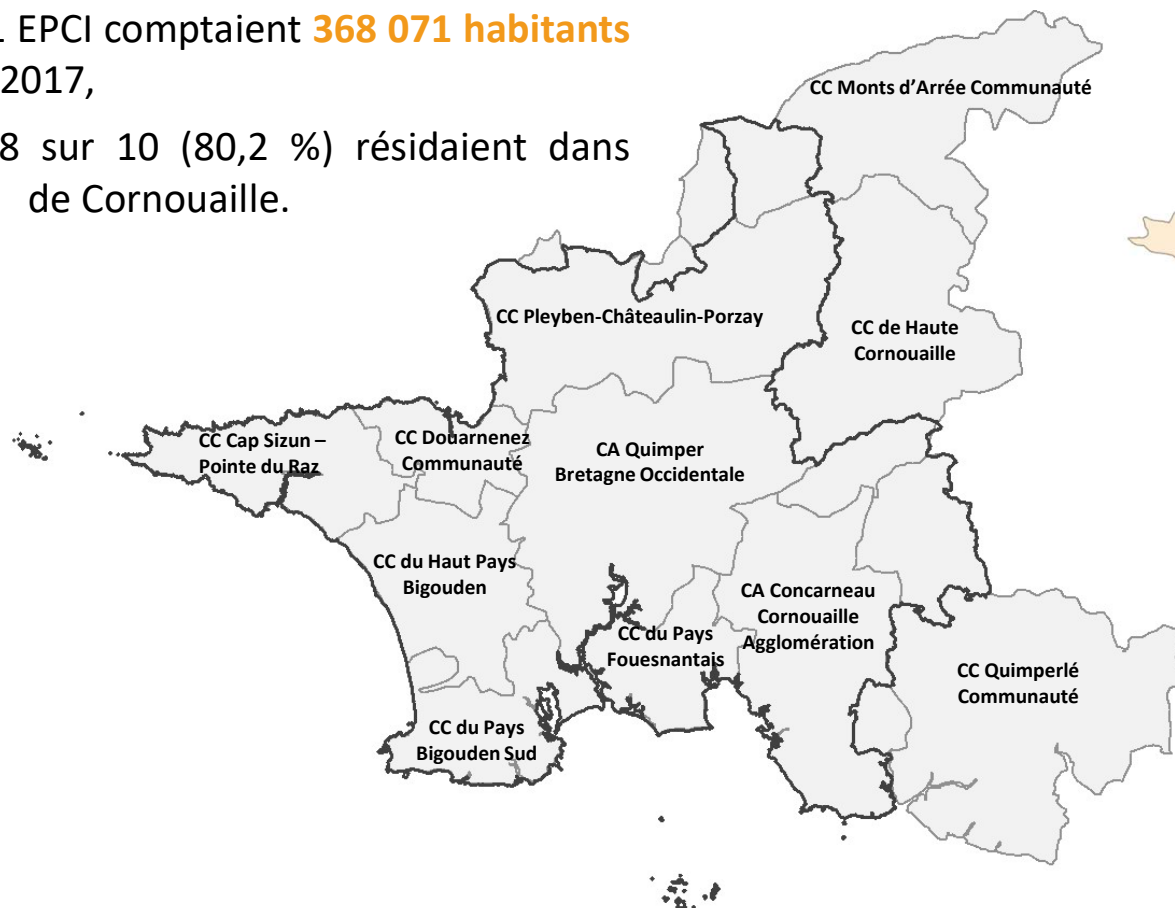 EPCI comptaient 368 071 habitants
2017,
8 sur 10 (80,2 %) résidaient dans
de Cornouaille.
CC Monts d’Arrée Communauté
CC Pleyben-Châteaulin-Porzay
CC de Haute
Cornouaille
CC Cap Sizun –
Pointe du Raz
CC Douarnenez
Communauté
CA Quimper
Bretagne Occidentale
CC du Haut Pays
Bigouden
CA Concarneau
Cornouaille
Agglomération
CC du Pays
Fouesnantais
CC Quimperlé
Communauté
CC du Pays
Bigouden Sud